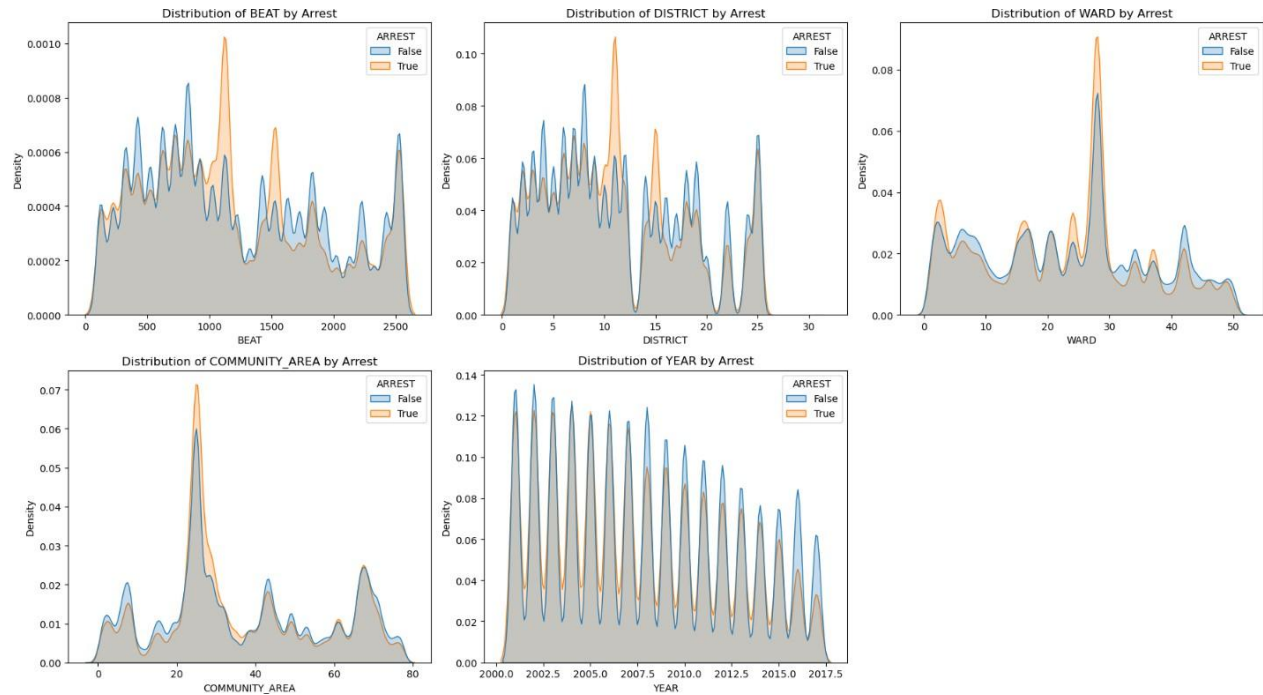 Distribution of BEAT by Arrest
ARREST
False
True
Density
0.0010
0.0008
0.0006
0.0004
0.0002
0.0000
0
500
1000
1500
2000
2500
BEAT
Distribution of DISTRICT by Arrest
ARREST
False
True
Density
0.10
0.08
0.06
0.04
0.02
0.00
0
5
10
15
20
25
30
DISTRICT
Distribution of WARD by Arrest
ARREST
False
True
Density
0.08
0.06
0.04
0.02
0.00
0
10
20
30
40
50
WARD
Distribution of COMMUNITY_AREA by Arrest
ARREST
False
True
Density
0.07
0.06
0.05
0.04
0.03
0.02
0.01
0.00
0
20
40
60
80
COMMUNITY_AREA
Distribution of YEAR by Arrest
ARREST
False
True
Density
0.14
0.12
0.10
0.08
0.06
0.04
0.02
0.00
2000.0
2002.5
2005.0
2007.5
2010.0
2012.5
2015.0
2017.5
YEAR